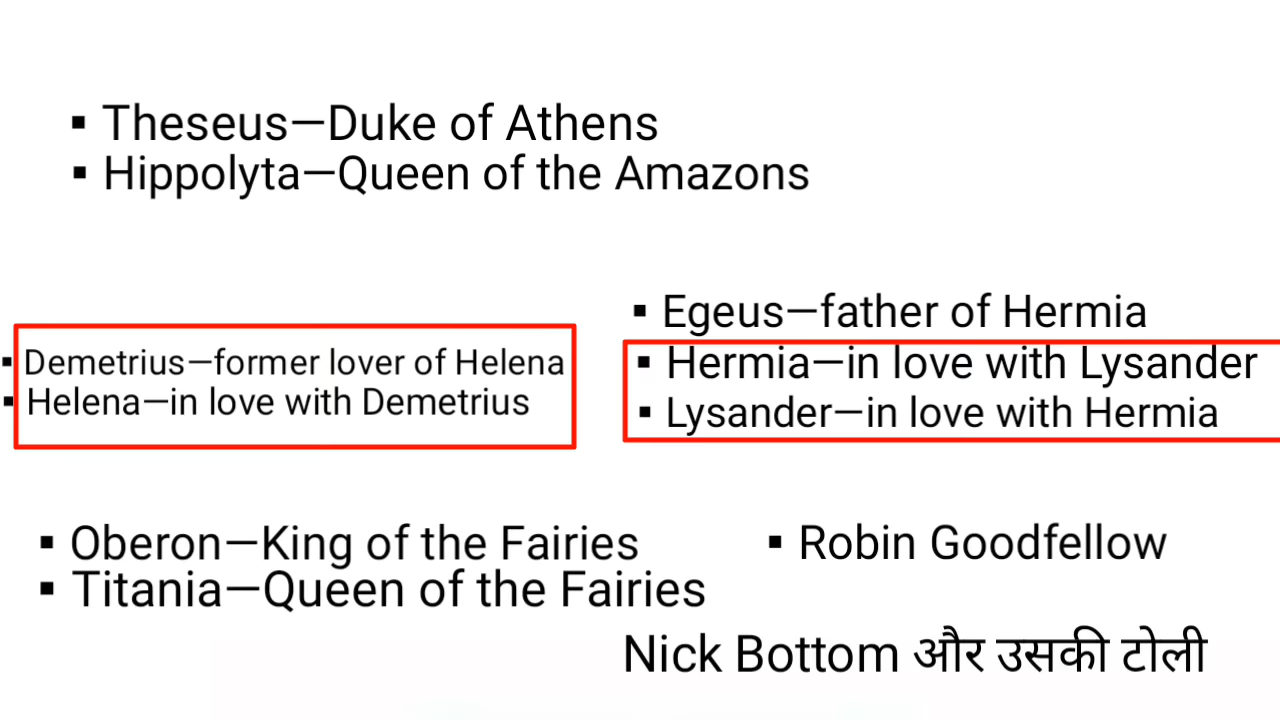 ▪ Theseus—Duke of Athens
▪ Hippolyta—Queen of the Amazons
▪ Egeus—father of Hermia
▪ Hermia—in love with Lysander
▪ Lysander—in love with Hermia
▪ Demetrius—former lover of Helena
▪ Helena—in love with Demetrius
▪ Oberon—King of the Fairies
▪ Titania—Queen of the Fairies
▪ Robin Goodfellow
Nick Bottom और उसकी टोली